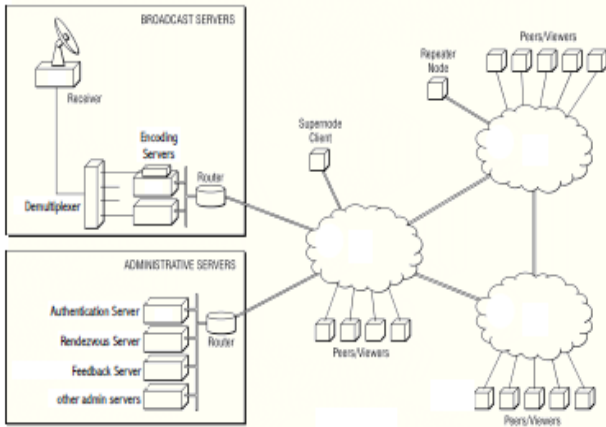 BROADCAST SERVERS
Receiver
Encoding
Servers
Router
Demultiplexer
ADMINISTRATIVE SERVERS
Authentication Server
Rendezvous Server
Feedback Server
other admin servers
Router
Supernode
Client
Peers/Viewers
Repeater
Node
Peers/Viewers
Peers/Viewers